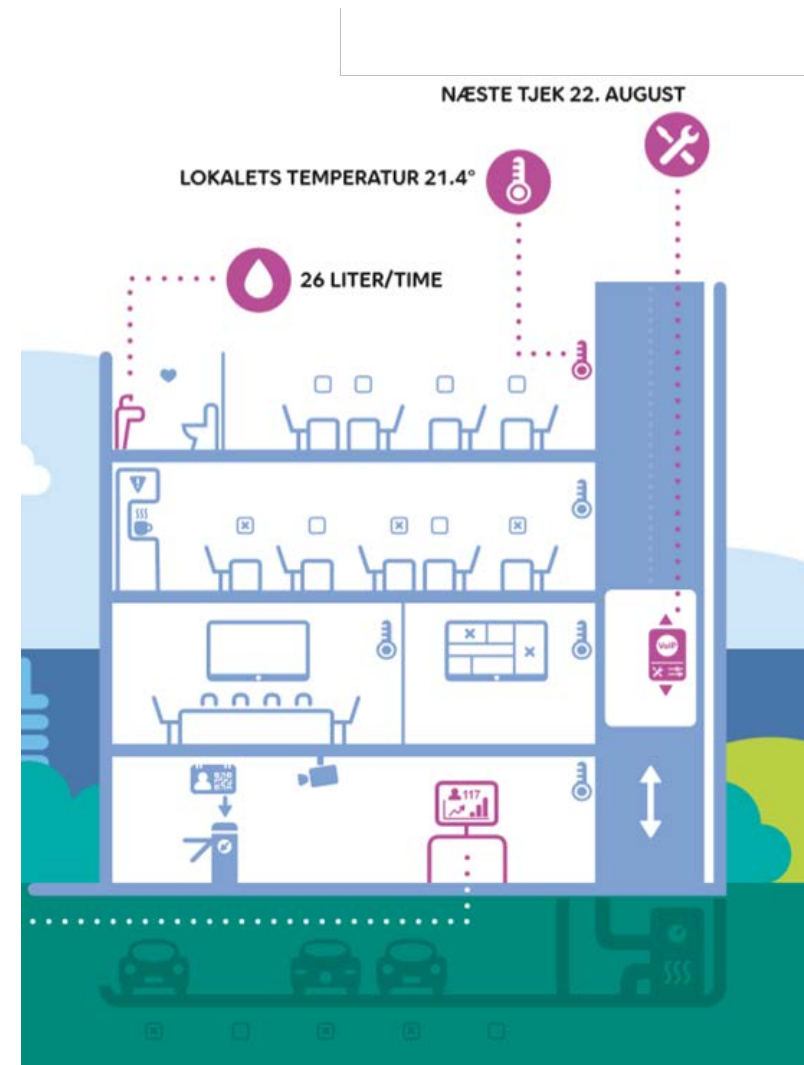 NÆSTE TJEK 22. AUGUST
LOKALETS TEMPERATUR 21.4°
26 LITER/TIME
VoIP
117